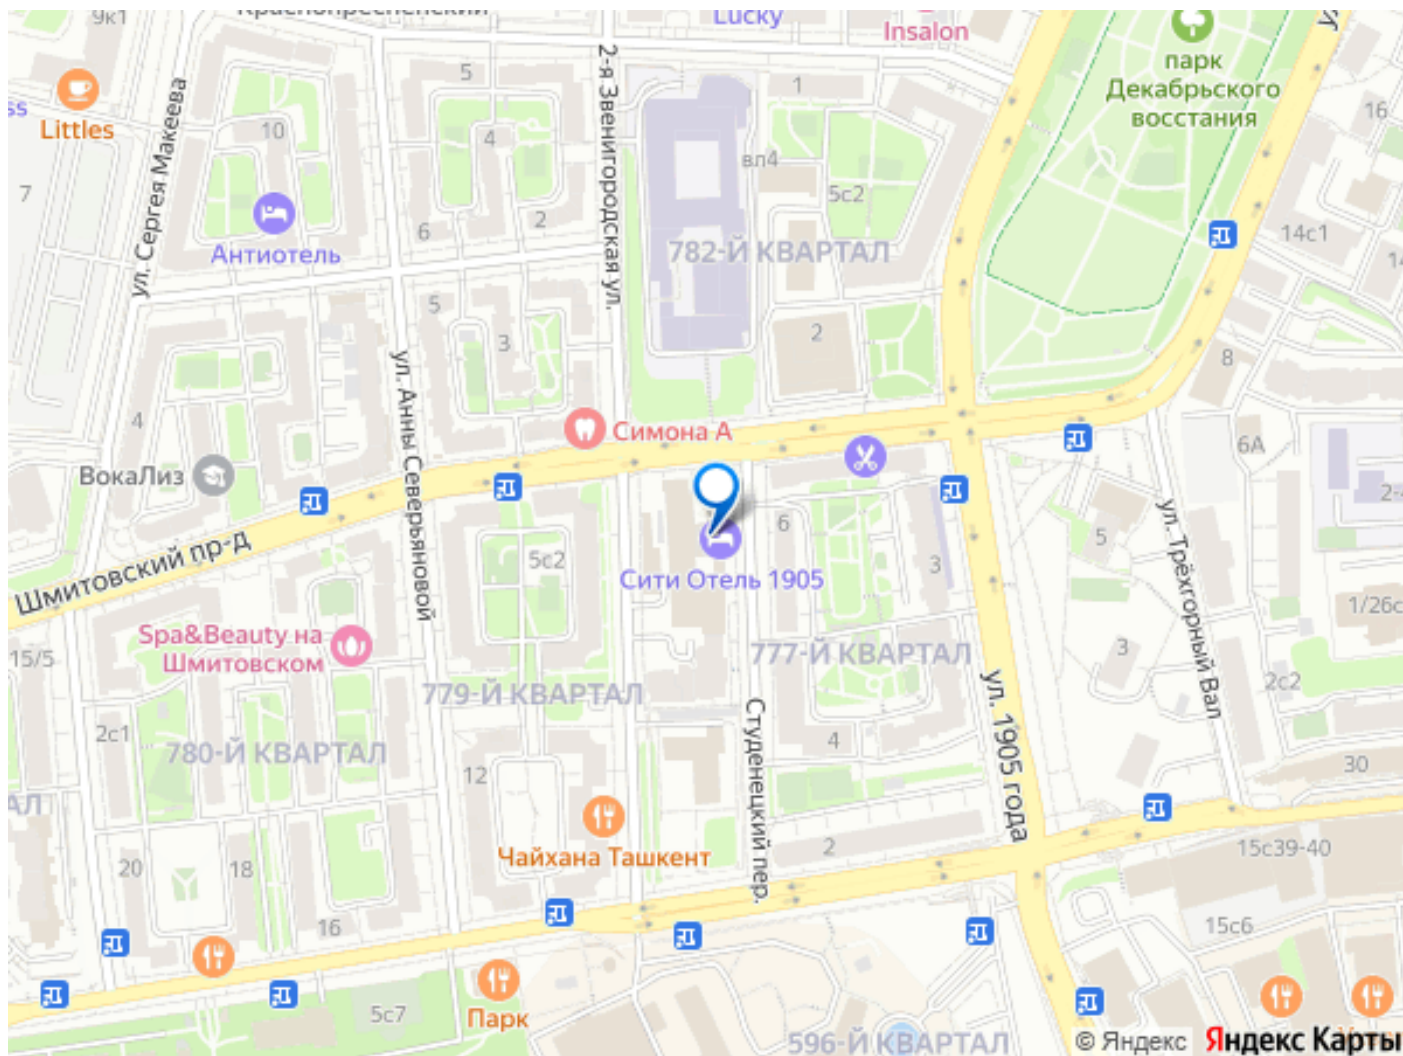 9к1
Краснопресненский
Lucky
Insalon
парк
Декабрьского
восстания
Littles
7
ул. Сергея Макеева
10
Антиотель
5
4
6
2
2-я Звенигородская ул.
1
вл4
5с2
782-Й КВАРТАЛ
16
14с1
5
3
2
8
4
ул. Анны Северьяновой
Симона А
ВокаЛиз
6А
Шмитовский пр-д
5с2
6
Сити Отель 1905
3
5
ул. Трёхгорный Вал
1/26с
15/5
Spa&Beauty на
Шмитовском
779-Й КВАРТАЛ
777-Й КВАРТАЛ
3
2с2
2с1
780-Й КВАРТАЛ
12
Студенецкий пер.
4
ул. 1905 года
30
Чайхана Ташкент
2
15с39-40
20
18
16
15с6
5с7
Парк
596-Й КВАРТАЛ
© Яндекс
Яндекс Карты